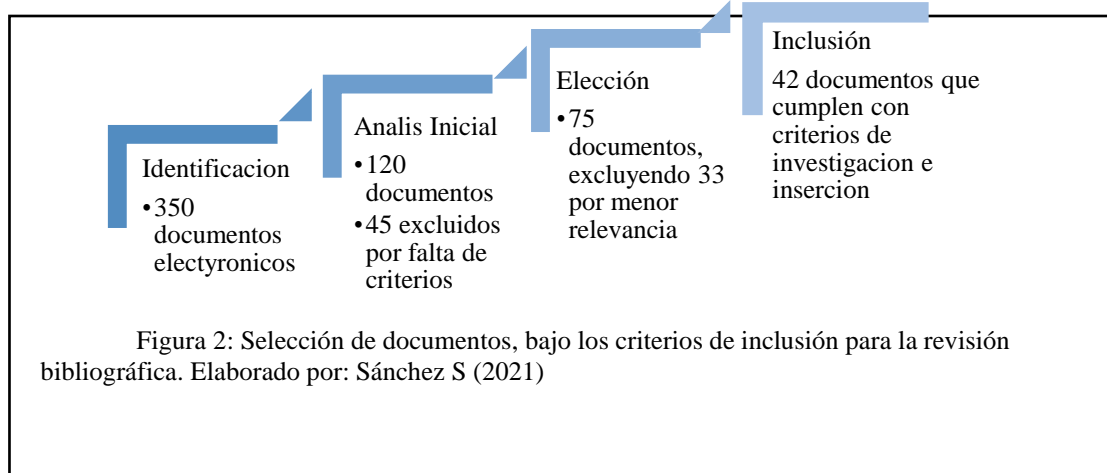 Identificacion
•350
documentos
electyronicos
Analis Inicial
•120
documentos
•45 excluidos
por falta de
criterios
Elección
•75
documentos,
excluyendo 33
por menor
relevancia
Inclusión
42 documentos que
cumplen con
criterios de
investigacion e
insercion
Figura 2: Selección de documentos, bajo los criterios de inclusión para la revisión
bibliográfica. Elaborado por: Sánchez S (2021)